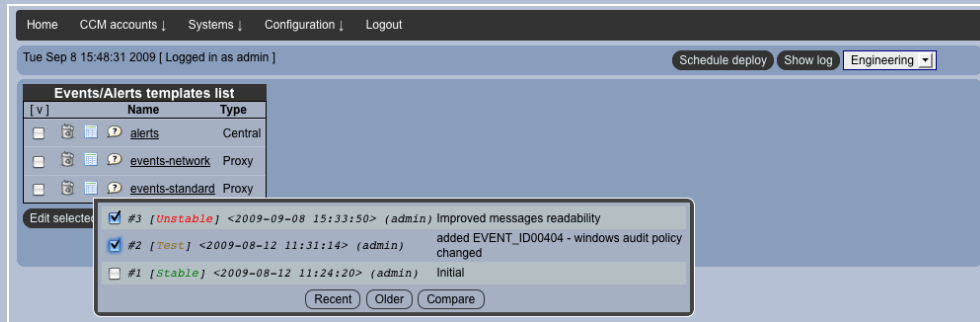 Home CCM accounts ↓ Systems ↓ Configuration ↓ Logout
Tue Sep 8 15:48:31 2009 [ Logged in as admin ] Schedule deploy Show log Engineering
Events/Alerts templates list
[ v ] Name Type
alerts Central
events-network Proxy
events-standard Proxy
Edit selected
#3 [Unstable] <2009-09-08 15:33:50> (admin) Improved messages readability
#2 [Test] <2009-08-12 11:31:14> (admin) added EVENT_ID00404 - windows audit policy
changed
#1 [Stable] <2009-08-12 11:24:20> (admin) Initial
Recent Older Compare